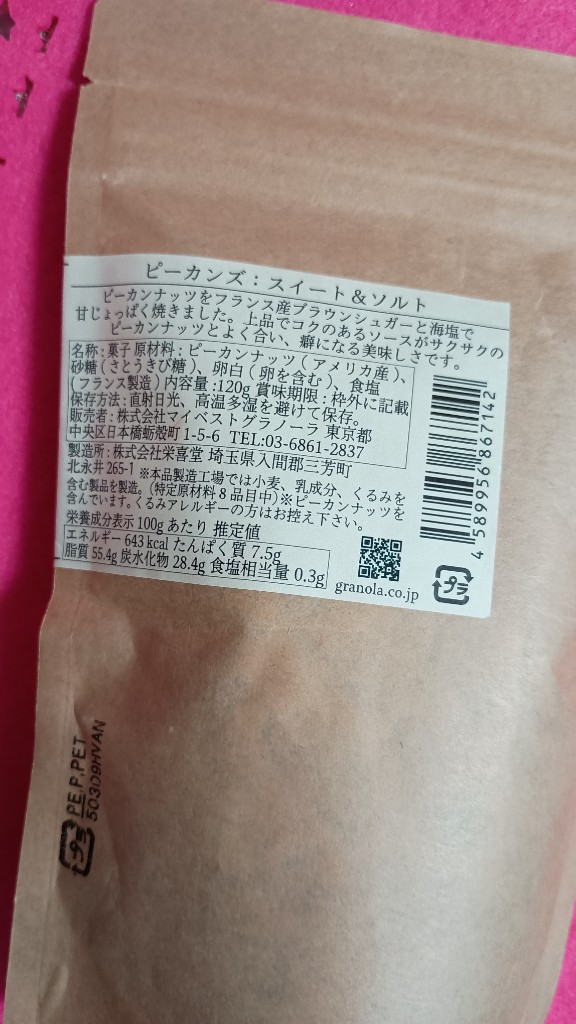 ピーカンズ：スイート＆ソルト
ピーカンナッツをフランス産ブラウンシュガーと海塩で
甘じょっぱく焼きました。上品でコクのあるソースがサクサクの
ピーカンナッツとよく合い、癖になる美味しさです。
名称：菓子 原材料：ピーカンナッツ（アメリカ産）、
砂糖（さとうきび糖）、卵白（卵を含む）、食塩
（フランス製造）内容量：120g 賞味期限：枠外に記載
保存方法：直射日光、高温多湿を避けて保存。
販売者：株式会社マイベストグラノーラ 東京都
中央区日本橋蛎殻町 1-5-6 TEL:03-6861-2837
製造所：株式会社栄喜堂 埼玉県入間郡三芳町
北永井 265-1 ※本品製造工場では小麦、乳成分、くるみを
含む製品を製造。（特定原材料 8 品目中）※ピーカンナッツを
含んでいます。くるみアレルギーの方はお控え下さい。
栄養成分表示 100g あたり 推定値
エネルギー 643 kcal たんぱく質 7.5g
脂質 55.4g 炭水化物 28.4g 食塩相当量 0.3g
granola.co.jp
プラ
4 589956 867142
プラ
PE,P,PET
503D9HVAN